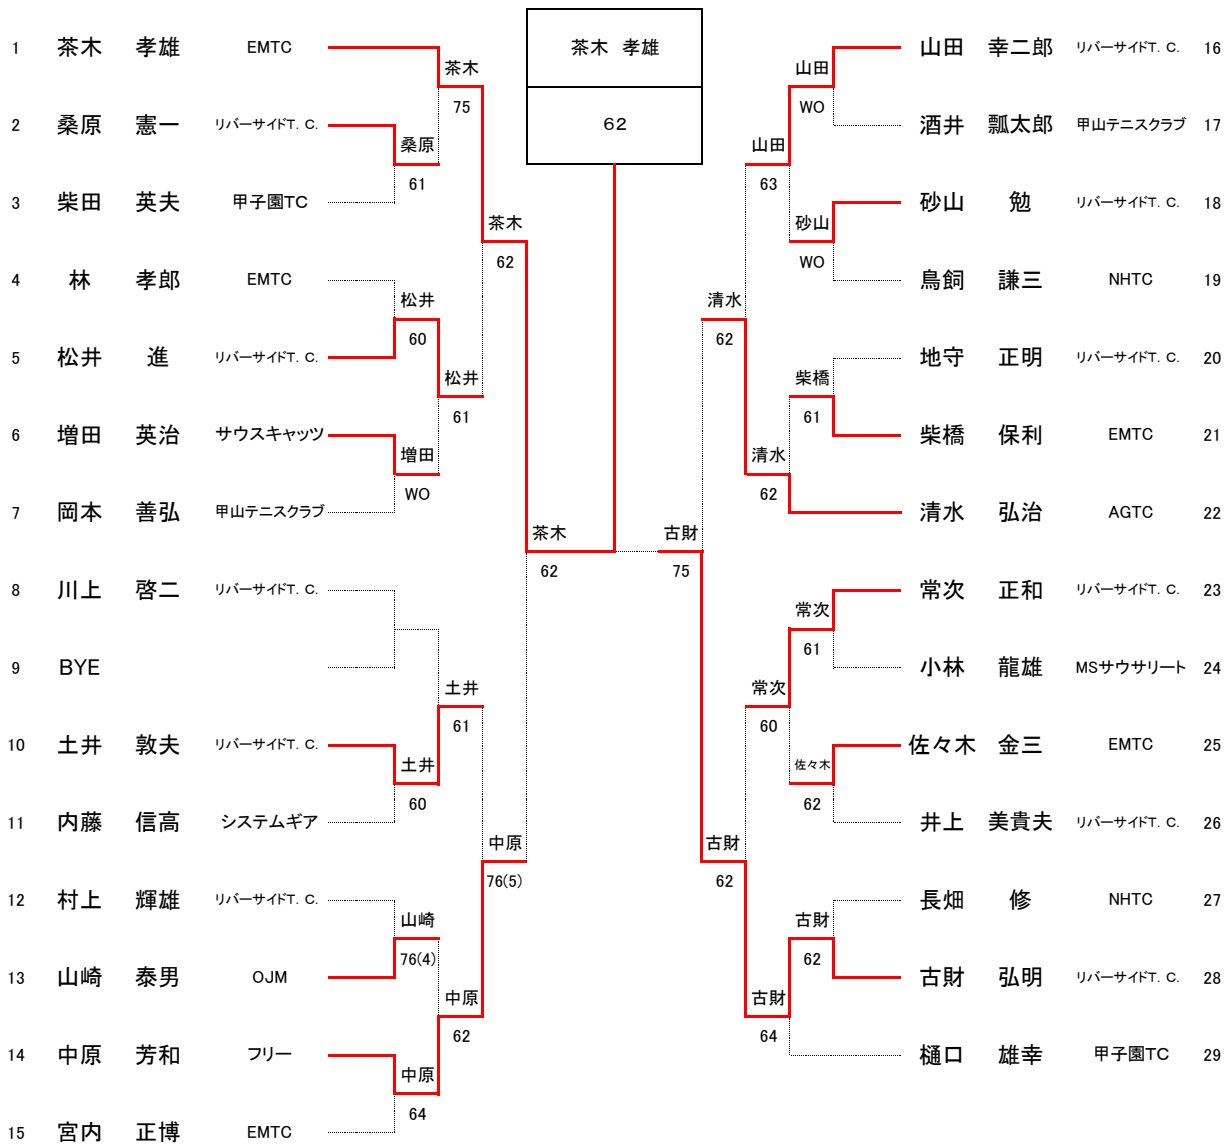 茶木 孝雄
62
1 茶木 孝雄 EMTC
2 桑原 憲一 リバーサイドT. C.
3 柴田 英夫 甲子園TC
4 林 孝郎 EMTC
5 松井 進 リバーサイドT. C.
6 増田 英治 サウスキャッツ
7 岡本 善弘 甲山テニスクラブ
8 川上 啓二 リバーサイドT. C.
9 BYE
10 土井 敦夫 リバーサイドT. C.
11 内藤 信高 システムギア
12 村上 輝雄 リバーサイドT. C.
13 山崎 泰男 OJM
14 中原 芳和 フリー
15 宮内 正博 EMTC
桑原
61
松井
60
増田
WO
土井
60
山崎
76(4)
中原
64
茶木
75
松井
61
土井
61
中原
62
茶木
62
中原
76(5)
茶木
62
古財
75
清水
62
古財
62
山田
63
清水
62
常次
60
古財
64
山田
WO
砂山
WO
柴橋
61
常次
61
佐々木
62
古財
62
山田 幸二郎 リバーサイドT. C. 16
酒井 瓢太郎 甲山テニスクラブ 17
砂山 勉 リバーサイドT. C. 18
鳥飼 謙三 NHTC 19
地守 正明 リバーサイドT. C. 20
柴橋 保利 EMTC 21
清水 弘治 AGTC 22
常次 正和 リバーサイドT. C. 23
小林 龍雄 MSサウサリート 24
佐々木 金三 EMTC 25
井上 美貴夫 リバーサイドT. C. 26
長畑 修 NHTC 27
古財 弘明 リバーサイドT. C. 28
樋口 雄幸 甲子園TC 29